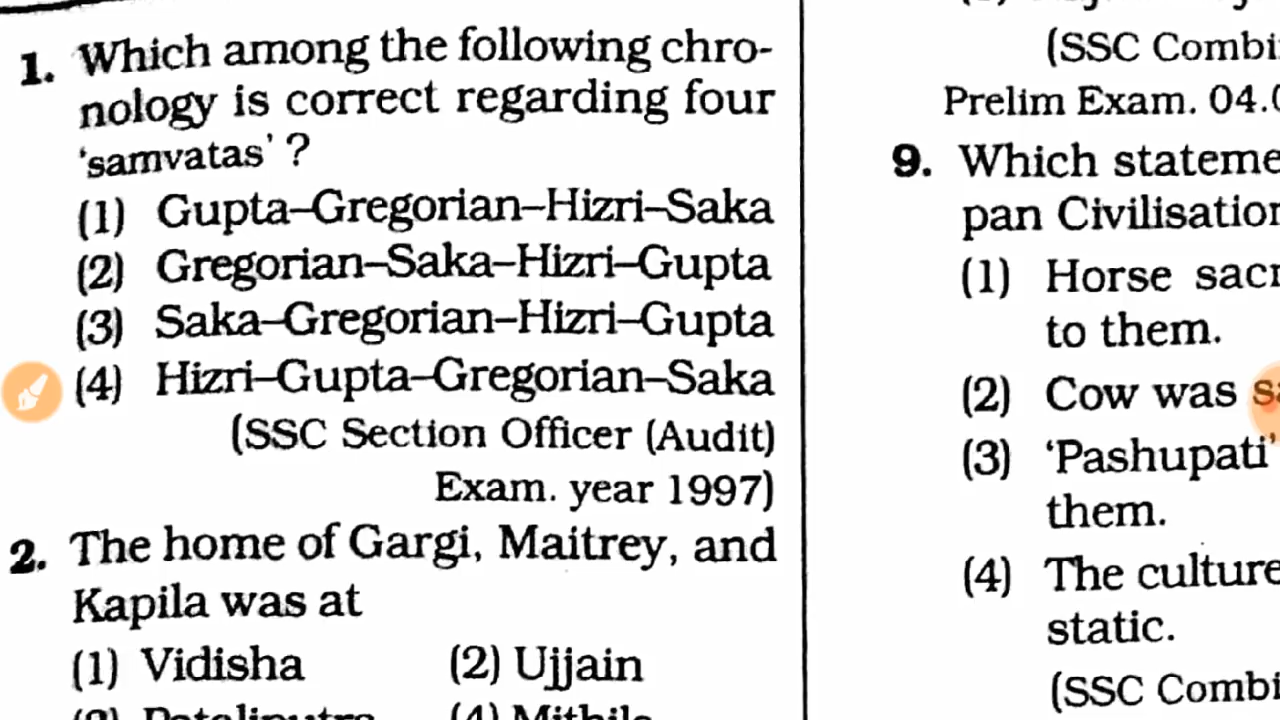 1. Which among the following chro-
nology is correct regarding four
'samvatas' ?
(1) Gupta–Gregorian–Hizri–Saka
(2) Gregorian–Saka–Hizri–Gupta
(3) Saka–Gregorian–Hizri–Gupta
(4) Hizri–Gupta–Gregorian–Saka
(SSC Section Officer (Audit)
Exam. year 1997)
2. The home of Gargi, Maitrey, and
Kapila was at
(1) Vidisha (2) Ujjain
(4) Mithila
(SSC Combi
Prelim Exam. 04.
9. Which stateme
pan Civilisation
(1) Horse sacr
to them.
(2) Cow was
(3) 'Pashupati'
them.
(4) The culture
static.
(SSC Combi